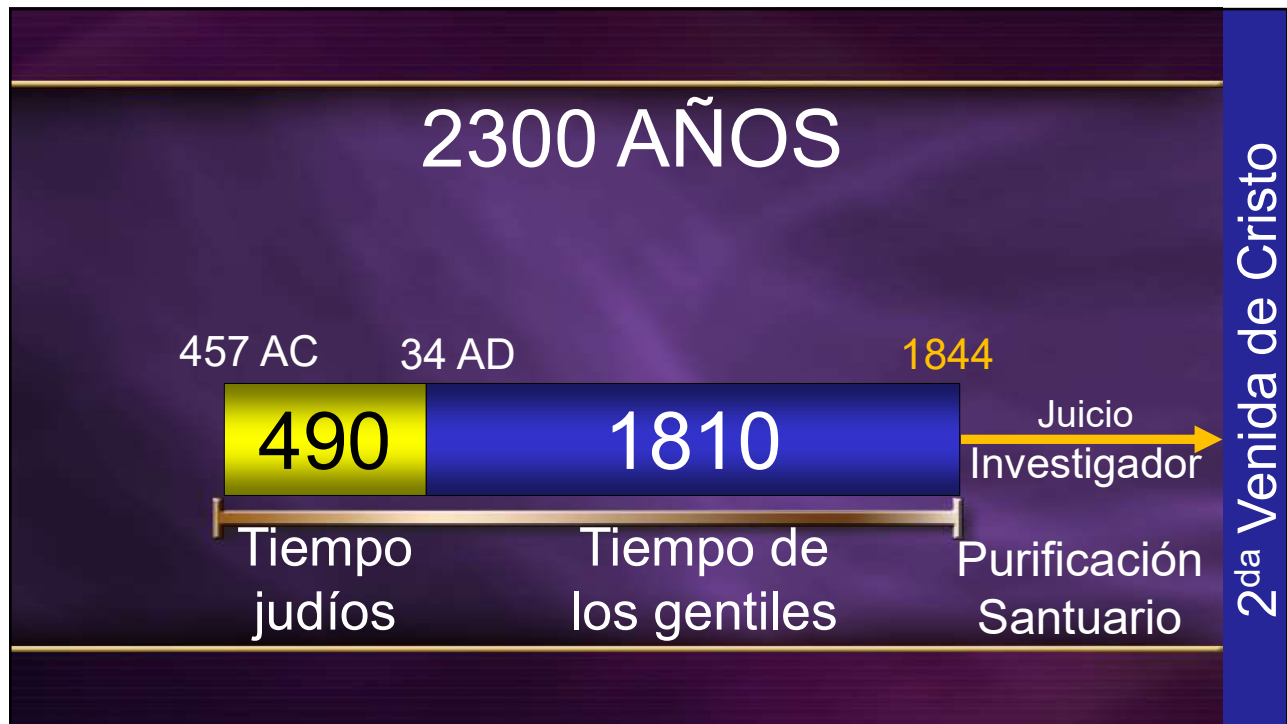 2300 AÑOS
457 AC
34 AD
1844
490
1810
Juicio
Investigador
Tiempo
judíos
Tiempo de
los gentiles
Purificación
Santuario
2da Venida de Cristo